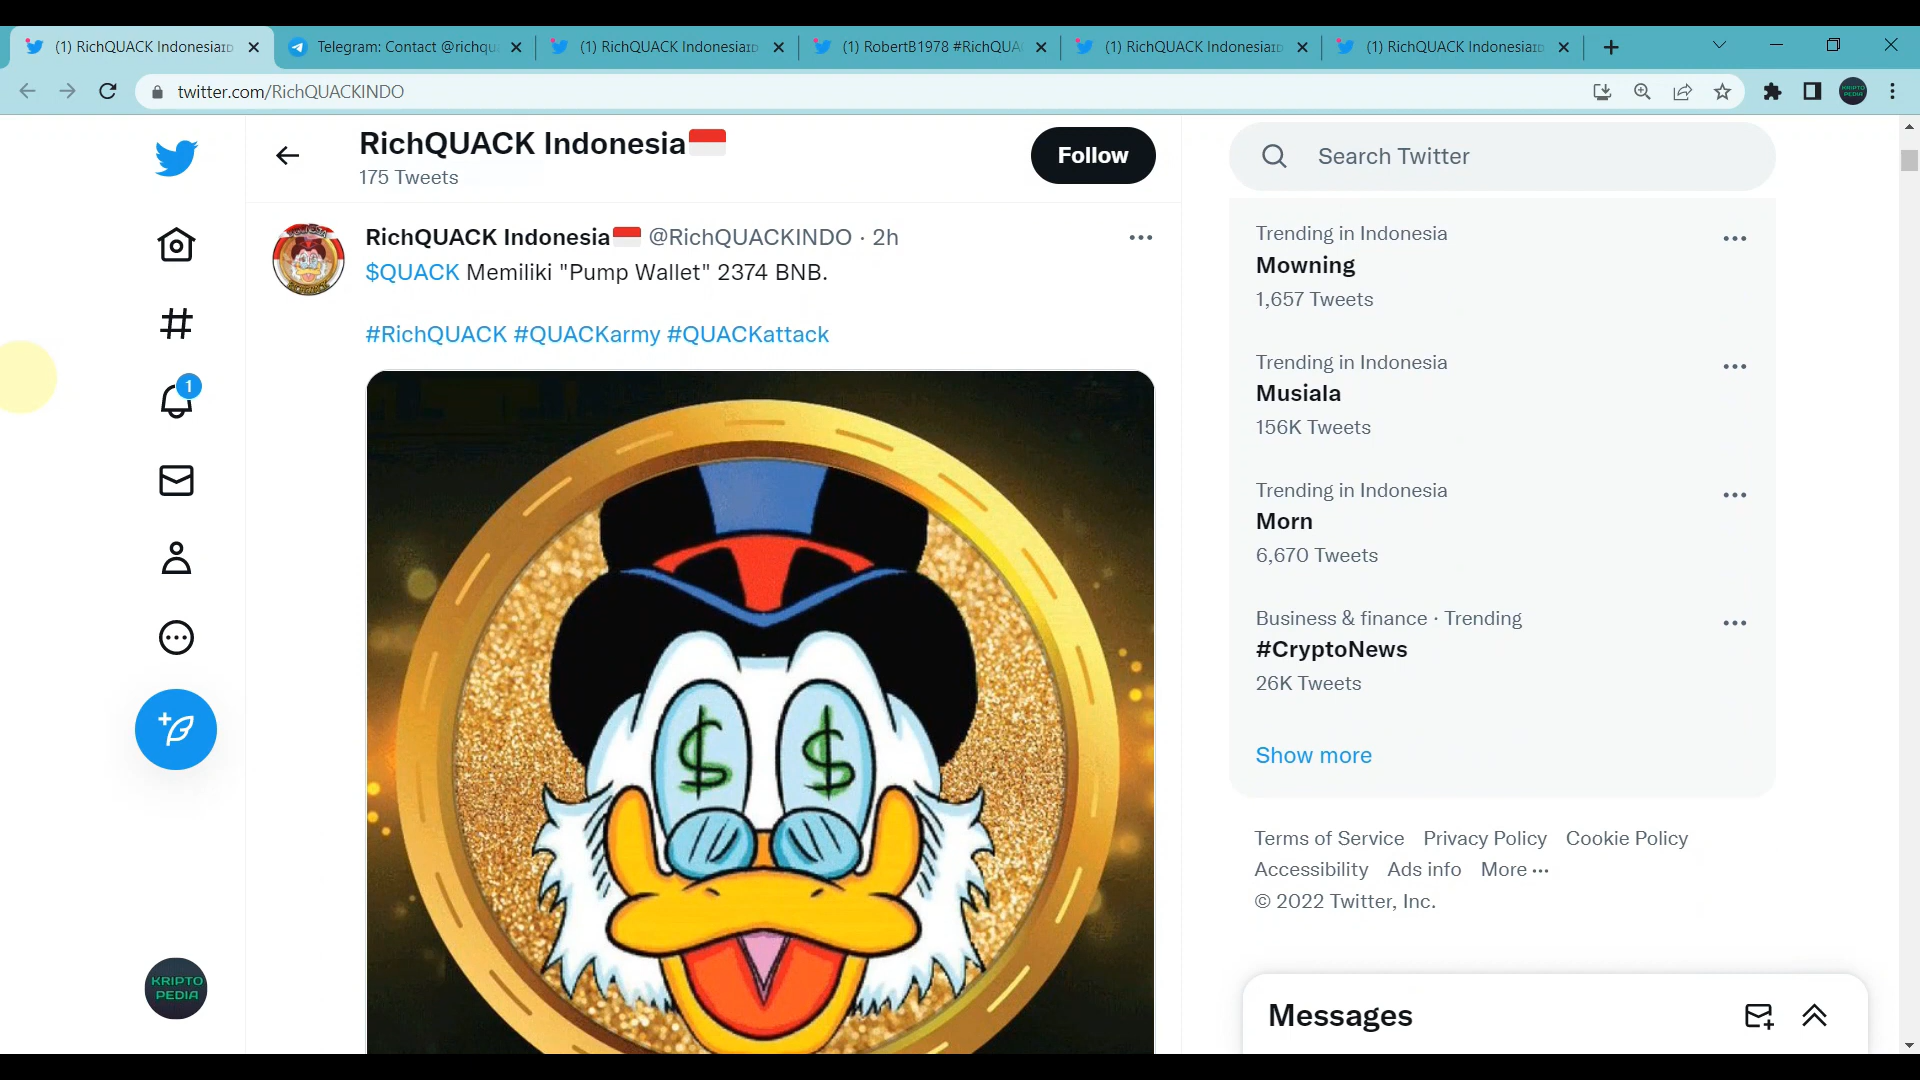 (1) RichQUACK Indonesia
Telegram: Contact @richqu
(1) RichQUACK Indonesia
(1) RobertB1978 #RichQUA
(1) RichQUACK Indonesia
(1) RichQUACK Indonesia
twitter.com/RichQUACKINDO
RichQUACK Indonesia
175 Tweets
Follow
Search Twitter
RichQUACK Indonesia @RichQUACKINDO · 2h
$QUACK Memiliki "Pump Wallet" 2374 BNB.
#RichQUACK #QUACKarmy #QUACKattack
1
KRIPTO
PEDIA
Trending in Indonesia
Mowning
1,657 Tweets
Trending in Indonesia
Musiala
156K Tweets
Trending in Indonesia
Morn
6,670 Tweets
Business & finance · Trending
#CryptoNews
26K Tweets
Show more
Terms of Service Privacy Policy Cookie Policy
Accessibility Ads info More ···
© 2022 Twitter, Inc.
Messages